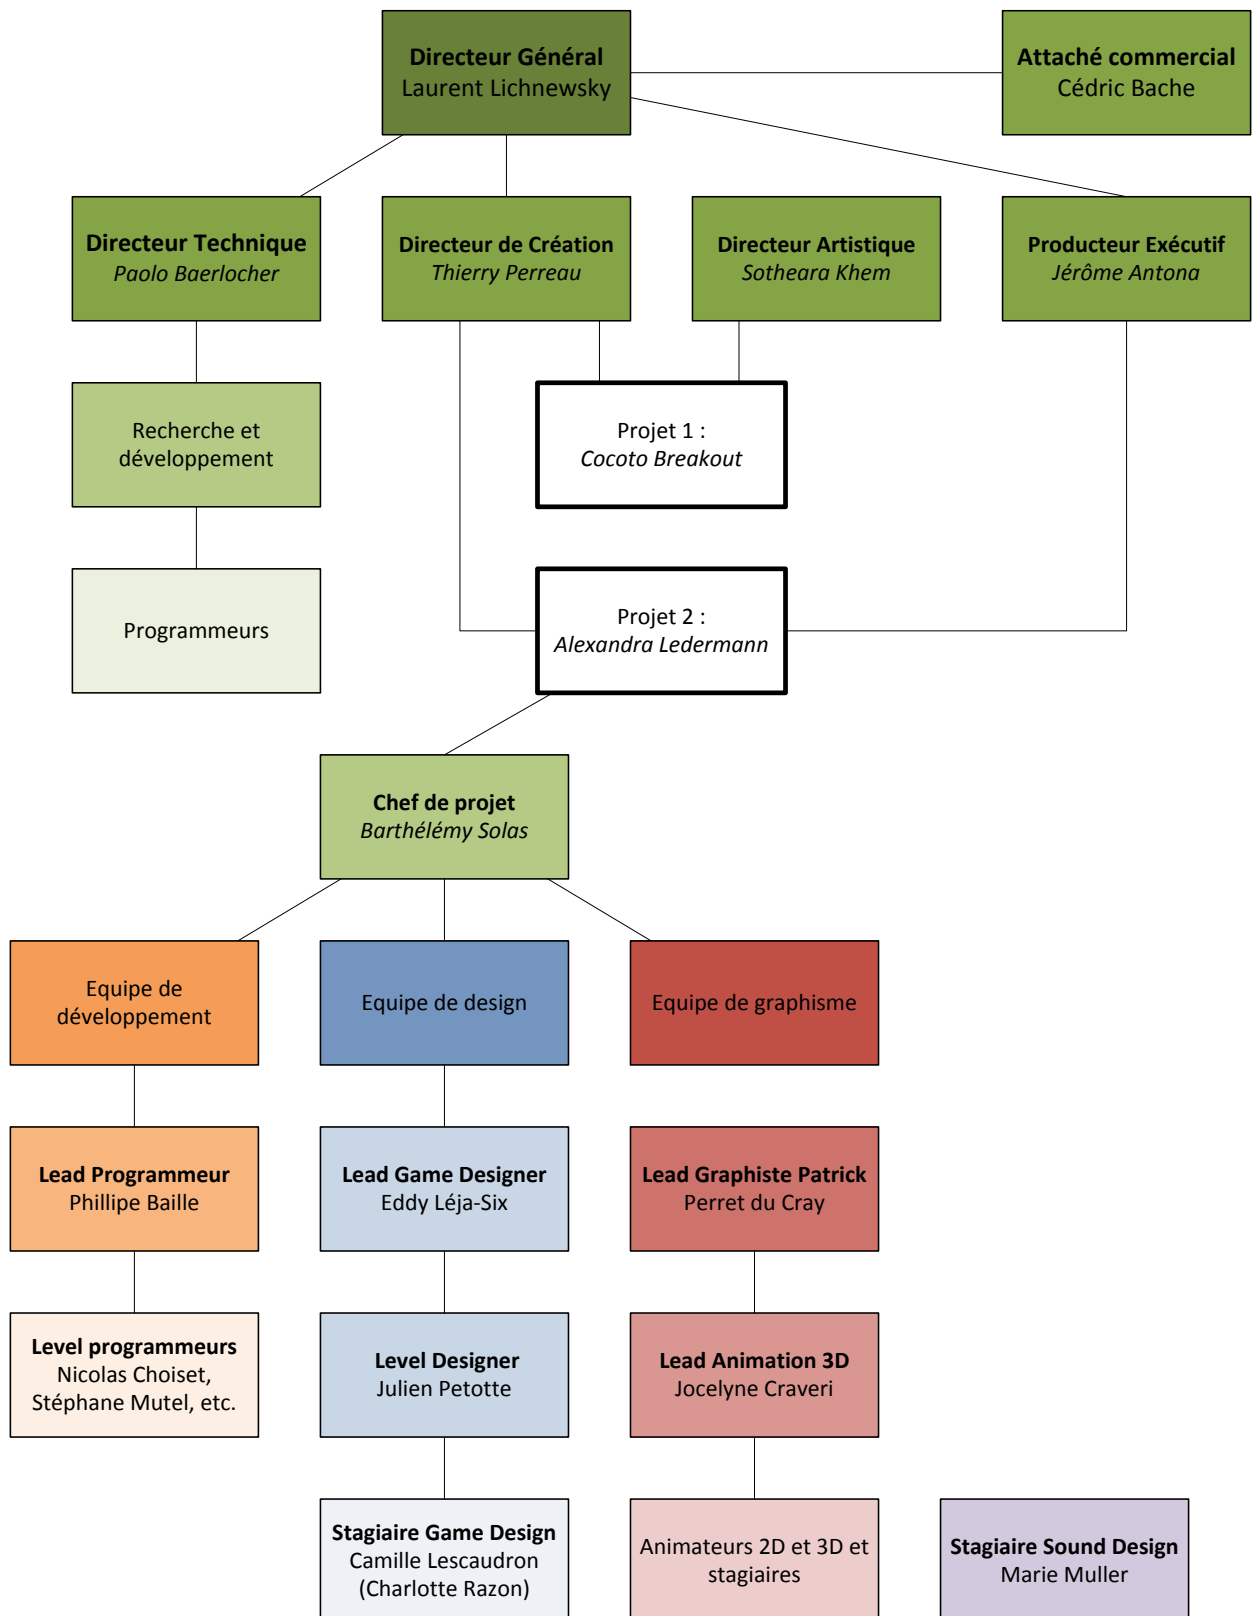 Directeur Général
Laurent Lichnewsky
Attaché commercial
Cédric Bache
Directeur Technique
Paolo Baerlocher
Directeur de Création
Thierry Perreau
Directeur Artistique
Sotheara Khem
Producteur Exécutif
Jérôme Antona
Recherche et
développement
Projet 1 :
Cocoto Breakout
Programmeurs
Projet 2 :
Alexandra Ledermann
Chef de projet
Barthélémy Solas
Equipe de
développement
Equipe de design
Equipe de graphisme
Lead Programmeur
Phillipe Baille
Lead Game Designer
Eddy Léja-Six
Lead Graphiste Patrick
Perret du Cray
Level programmeurs
Nicolas Choiset,
Stéphane Mutel, etc.
Level Designer
Julien Petotte
Lead Animation 3D
Jocelyne Craveri
Stagiaire Game Design
Camille Lescaudron
(Charlotte Razon)
Animateurs 2D et 3D et
stagiaires
Stagiaire Sound Design
Marie Muller